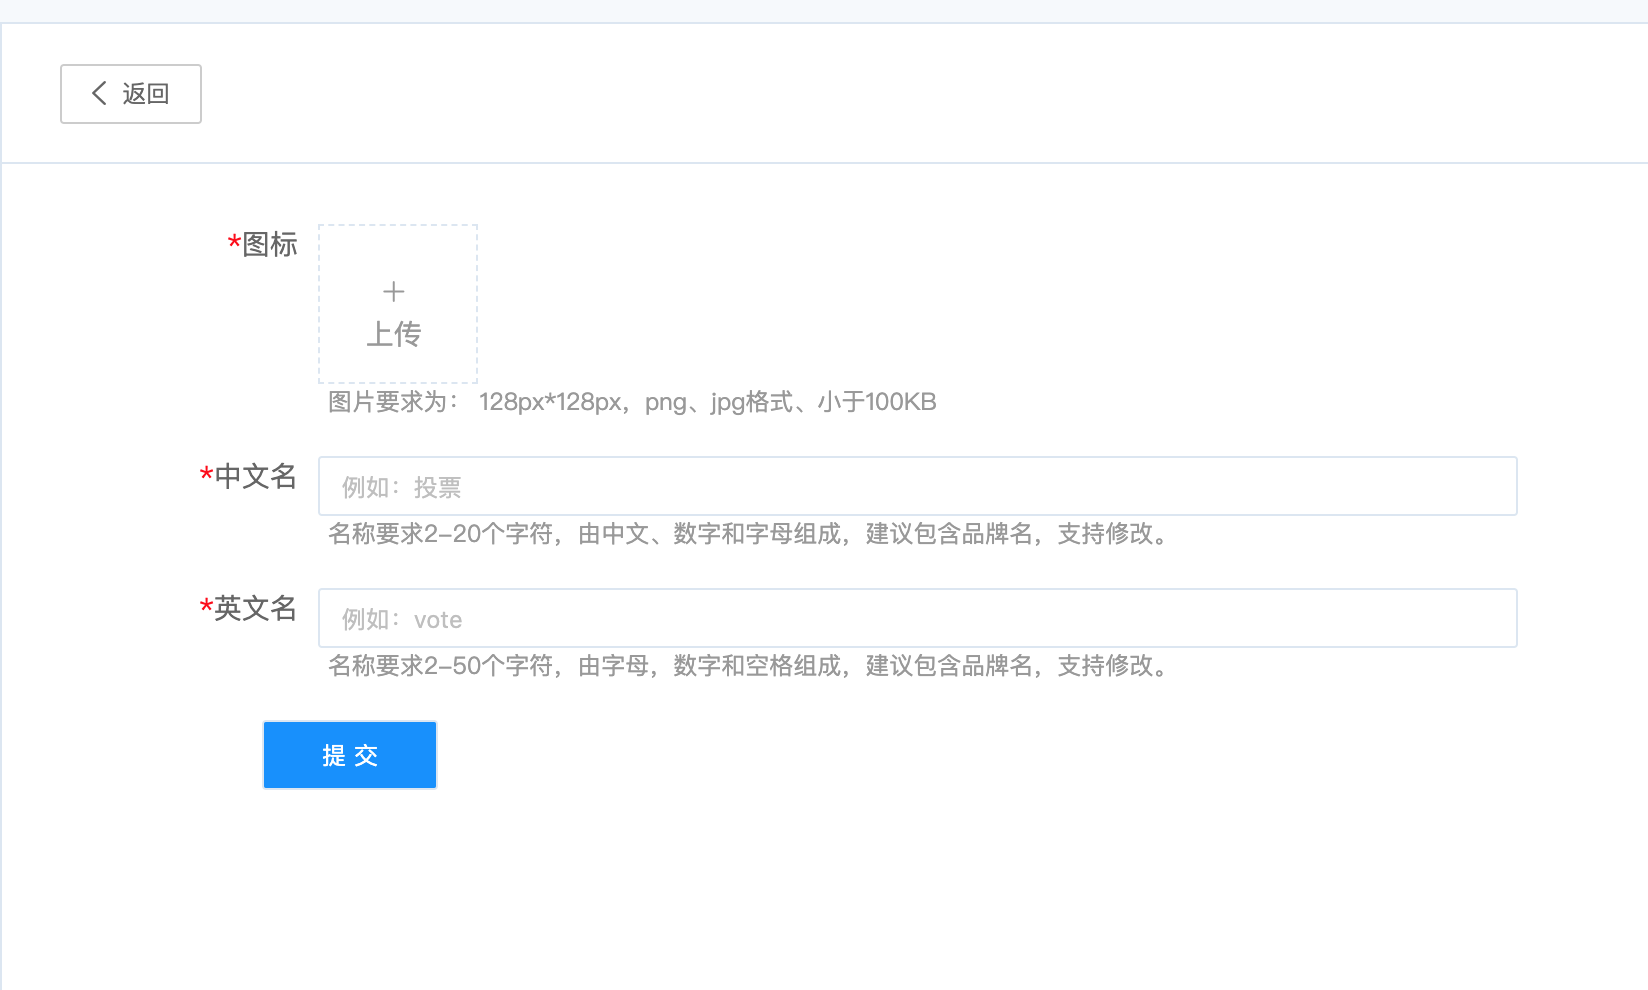 返回
*图标
上传
图片要求为： 128px*128px，png、jpg格式、小于100KB
*中文名
例如：投票
名称要求2-20个字符，由中文、数字和字母组成，建议包含品牌名，支持修改。
*英文名
例如：vote
名称要求2-50个字符，由字母，数字和空格组成，建议包含品牌名，支持修改。
提 交